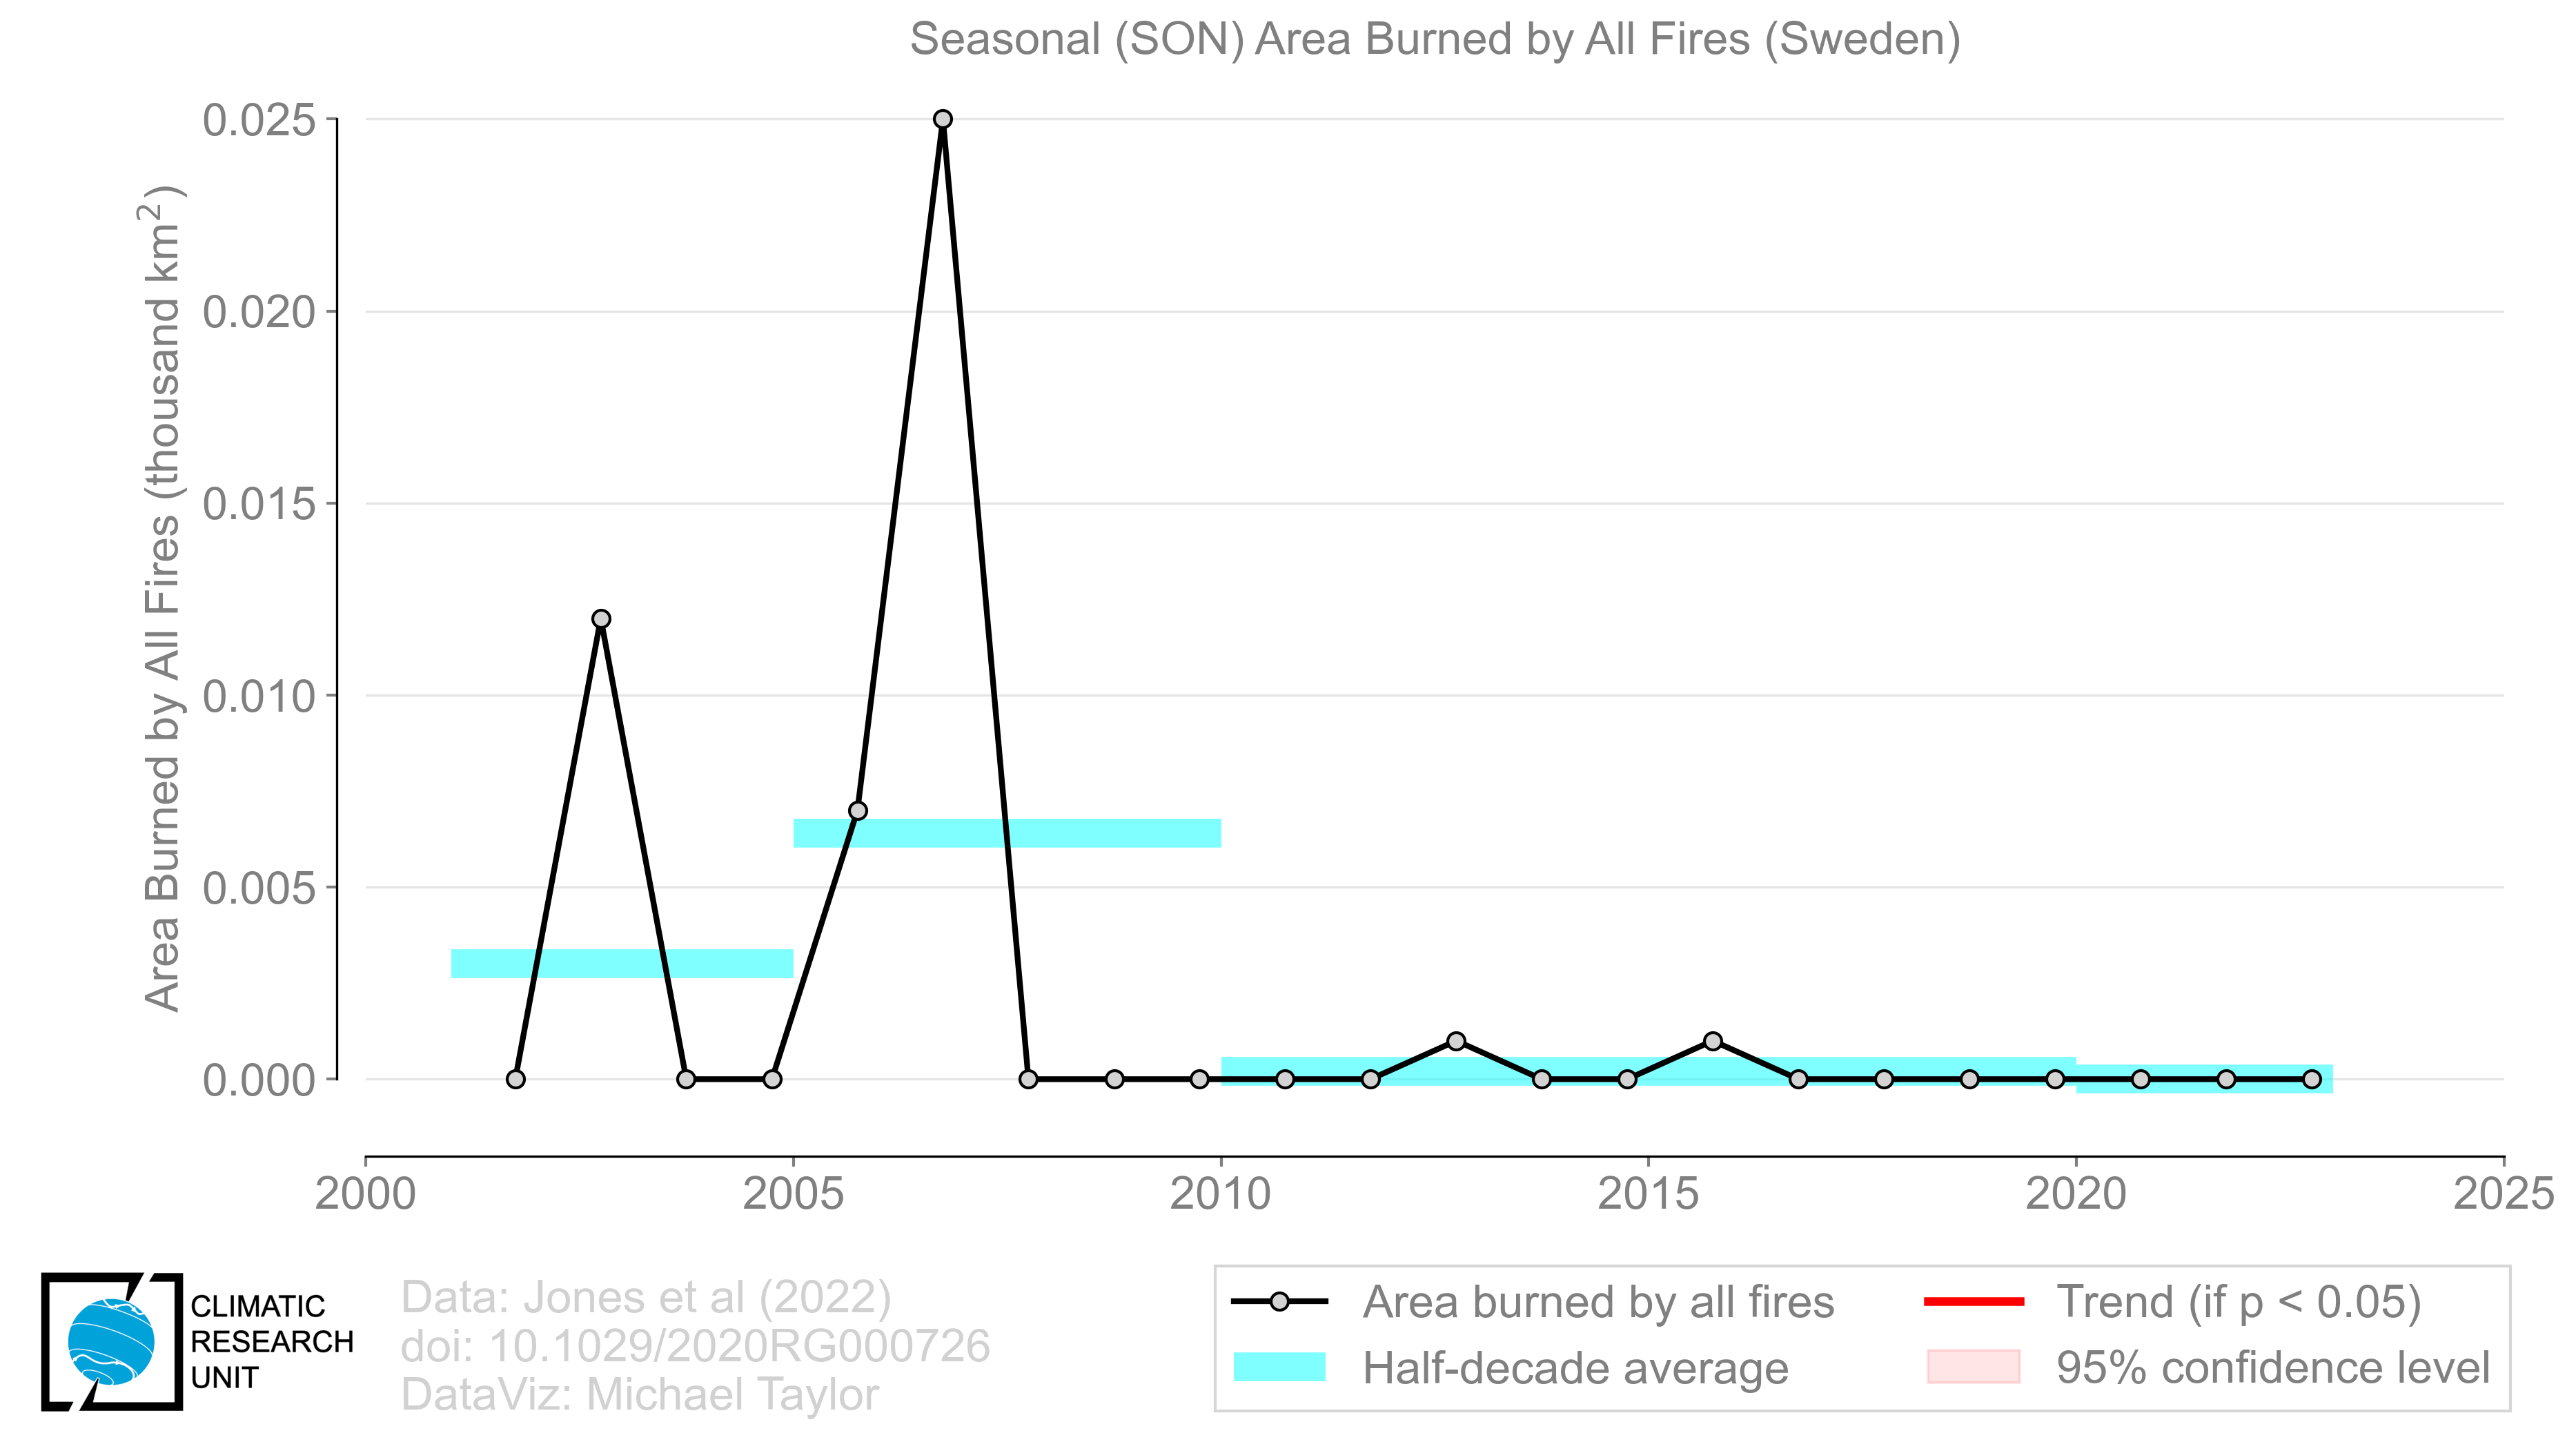 Seasonal (SON) Area Burned by All Fires (Sweden)
Area Burned by All Fires (thousand km²)
0.025
0.020
0.015
0.010
0.005
0.000
2000 2005 2010 2015 2020 2025
CLIMATIC
RESEARCH
UNIT
Data: Jones et al (2022)
doi: 10.1029/2020RG000726
DataViz: Michael Taylor
Area burned by all fires
Half-decade average
Trend (if p < 0.05)
95% confidence level